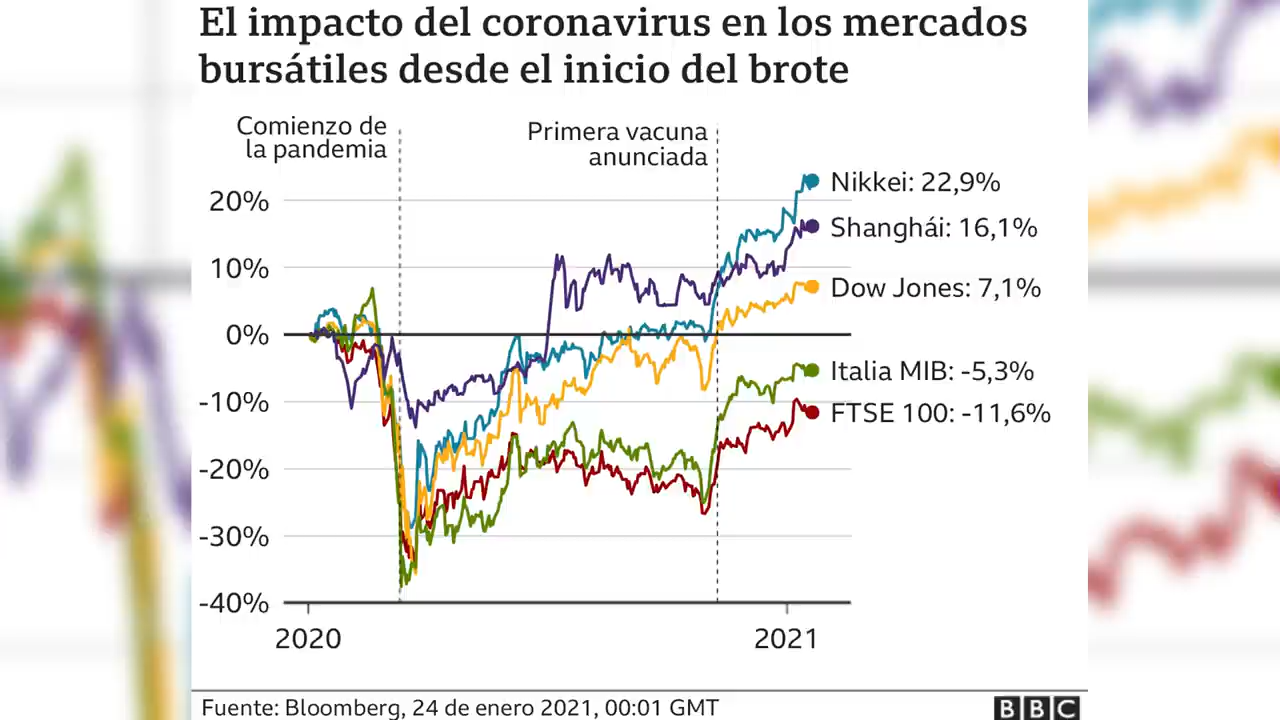 El impacto del coronavirus en los mercados
bursátiles desde el inicio del brote
Comienzo de
la pandemia
Primera vacuna
anunciada
20%
10%
0%
-10%
-20%
-30%
-40%
Nikkei: 22,9%
Shanghái: 16,1%
Dow Jones: 7,1%
Italia MIB: -5,3%
FTSE 100: -11,6%
2020
2021
Fuente: Bloomberg, 24 de enero 2021, 00:01 GMT
BBC